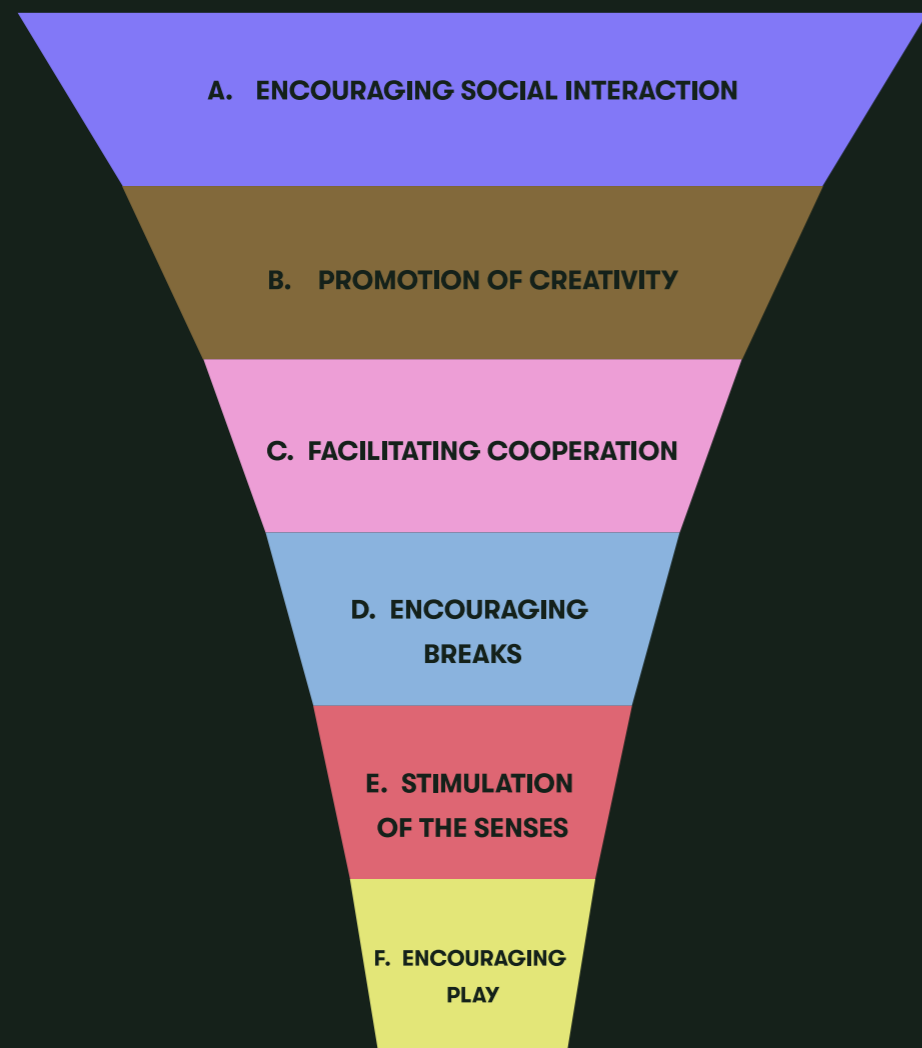 A. ENCOURAGING SOCIAL INTERACTION
B. PROMOTION OF CREATIVITY
C. FACILITATING COOPERATION
D. ENCOURAGING
BREAKS
E. STIMULATION
OF THE SENSES
F. ENCOURAGING
PLAY